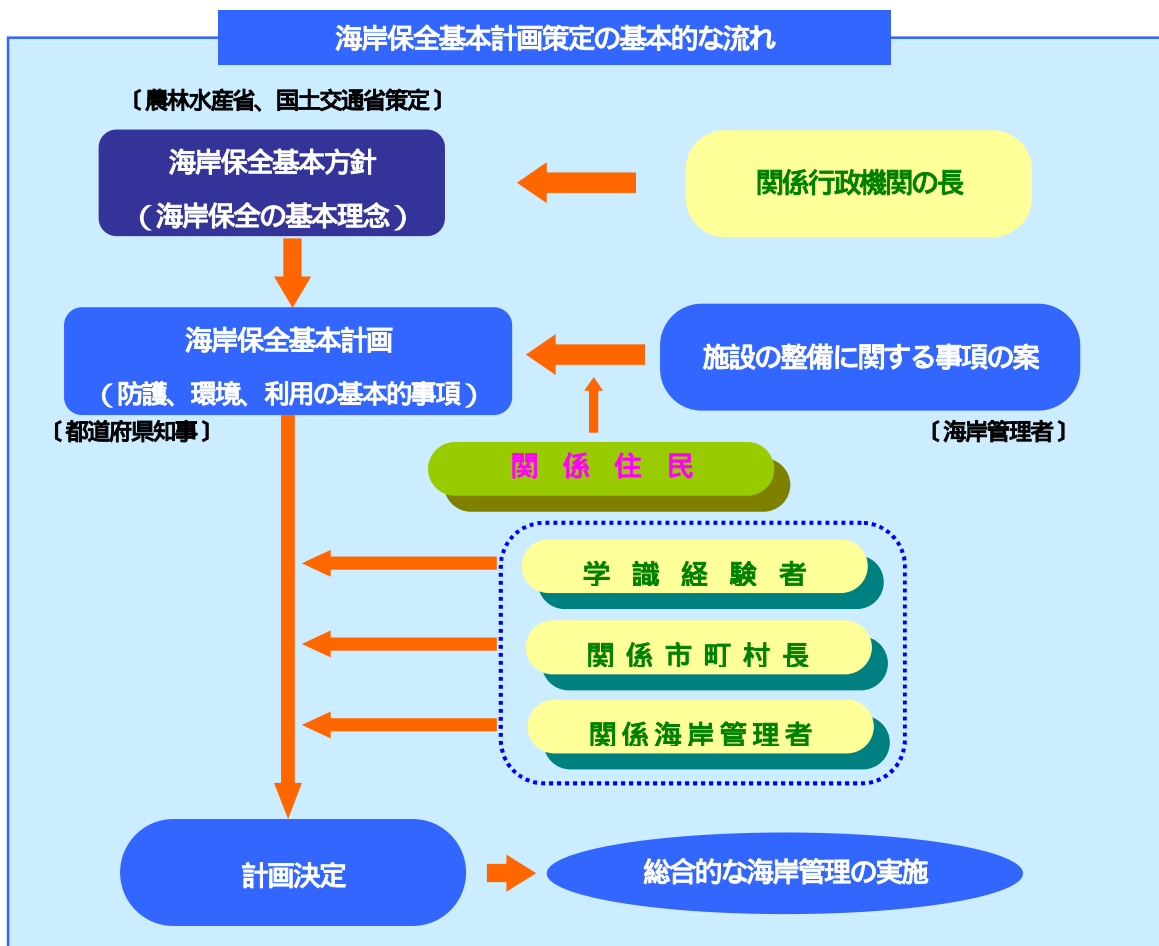 海岸保全基本計画策定の基本的な流れ
〔農林水産省、国土交通省策定〕
海岸保全基本方針
（海岸保全の基本理念）
関係行政機関の長
海岸保全基本計画
（防護、環境、利用の基本的事項）
施設の整備に関する事項の案
〔都道府県知事〕
〔海岸管理者〕
関係住民
学識経験者
関係市町村長
関係海岸管理者
計画決定
総合的な海岸管理の実施